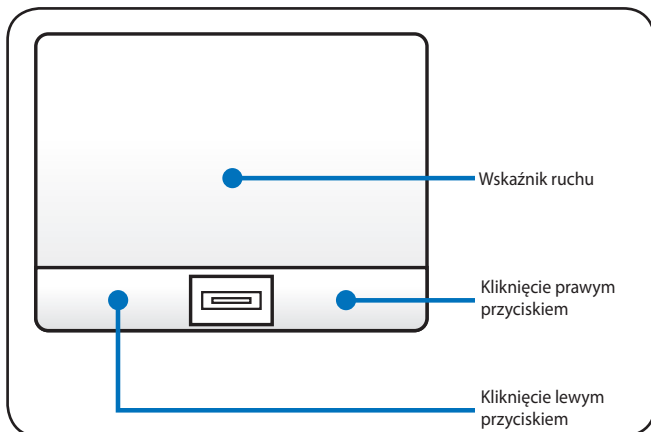 Wskaźnik ruchu
Kliknięcie prawym
przyciskiem
Kliknięcie lewym
przyciskiem